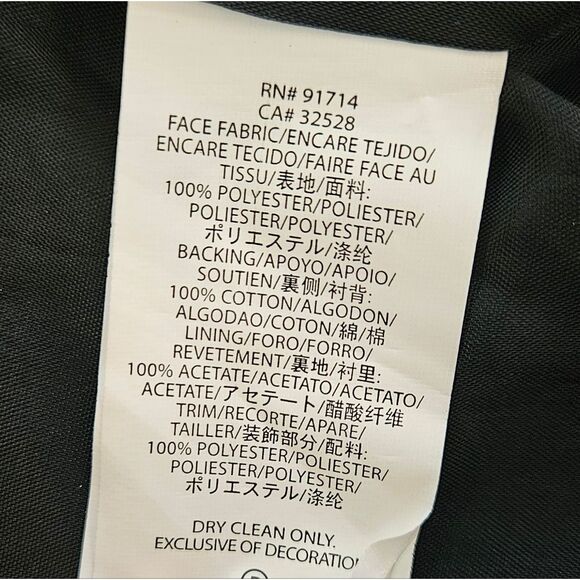 RN# 91714
CA# 32528
FACE FABRIC/ENCARE TEJIDO/
ENCARE TECIDO/FAIRE FACE AU
TISSU/表地/面料:
100% POLYESTER/POLIESTER/
POLIESTER/POLYESTER/
ポリエステル/涤纶
BACKING/APOYO/APOIO/
SOUTIEN/裏側/衬背:
100% COTTON/ALGODON/
ALGODAO/COTON/綿/棉
LINING/FORO/FORRO/
REVETEMENT/裏地/衬里:
100% ACETATE/ACETATO/ACETATO/
ACETATE/アセテート/醋酸纤维
TRIM/RECORTE/APARE/
TAILLER/装飾部分/配料:
100% POLYESTER/POLIESTER/
POLIESTER/POLYESTER/
ポリエステル/涤纶
DRY CLEAN ONLY.
EXCLUSIVE OF